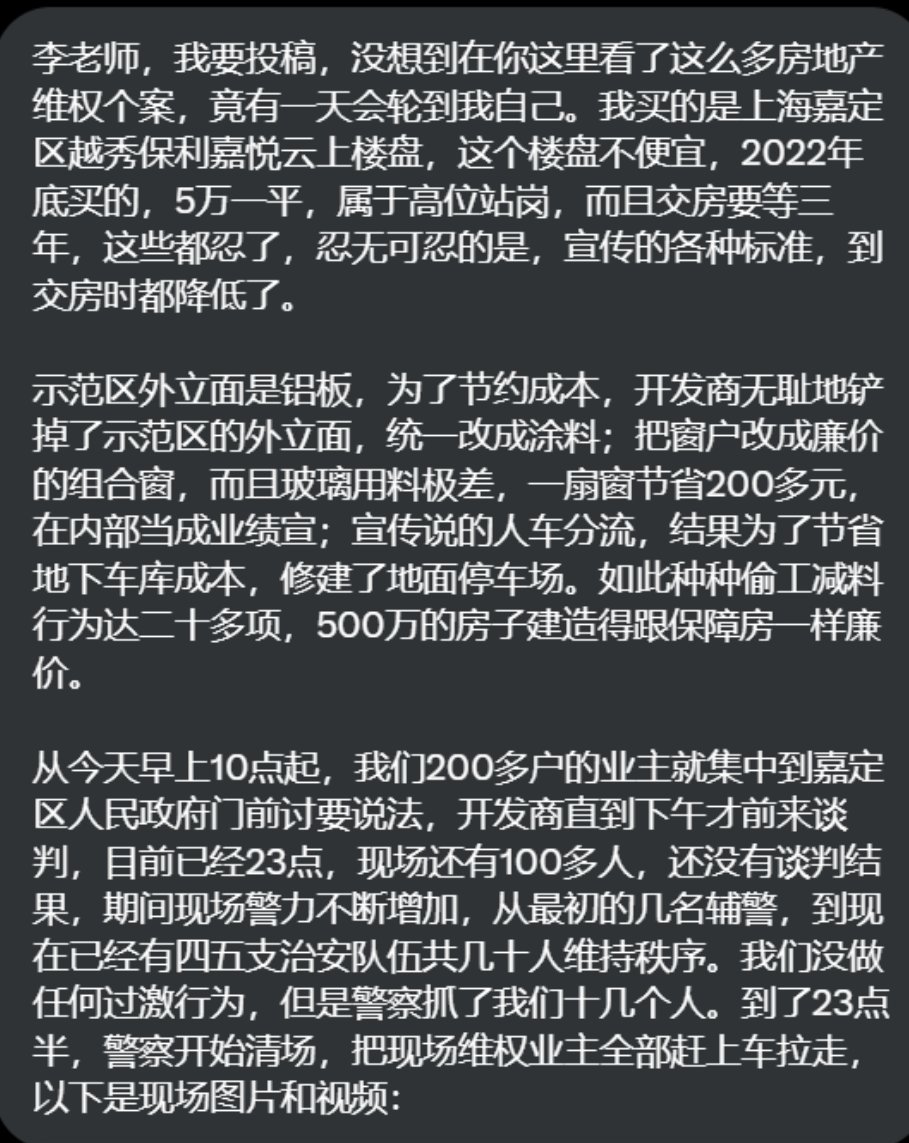 李老师，我要投稿，没想到在你这里看了这么多房地产
维权个案，竟有一天会轮到我自己。我买的是上海嘉定
区越秀保利嘉悦云上楼盘，这个楼盘不便宜，2022年
底买的，5万一平，属于高位站岗，而且交房要等三
年，这些都忍了，忍无可忍的是，宣传的各种标准，到
交房时都降低了。
示范区外立面是铝板，为了节约成本，开发商无耻地铲
掉了示范区的外立面，统一改成涂料；把窗户改成廉价
的组合窗，而且玻璃用料极差，一扇窗节省200多元，
在内部当成业绩宣；宣传说的人车分流，结果为了节省
地下车库成本，修建了地面停车场。如此种种偷工减料
行为达二十多项，500万的房子建造得跟保障房一样廉
价。
从今天早上10点起，我们200多户的业主就集中到嘉定
区人民政府门前讨要说法，开发商直到下午才前来谈
判，目前已经23点，现场还有100多人，还没有谈判结
果，期间现场警力不断增加，从最初的几名辅警，到现
在已经有四五支治安队伍共几十人维持秩序。我们没做
任何过激行为，但是警察抓了我们十几个人。到了23点
半，警察开始清场，把现场维权业主全部赶上车拉走，
以下是现场图片和视频：